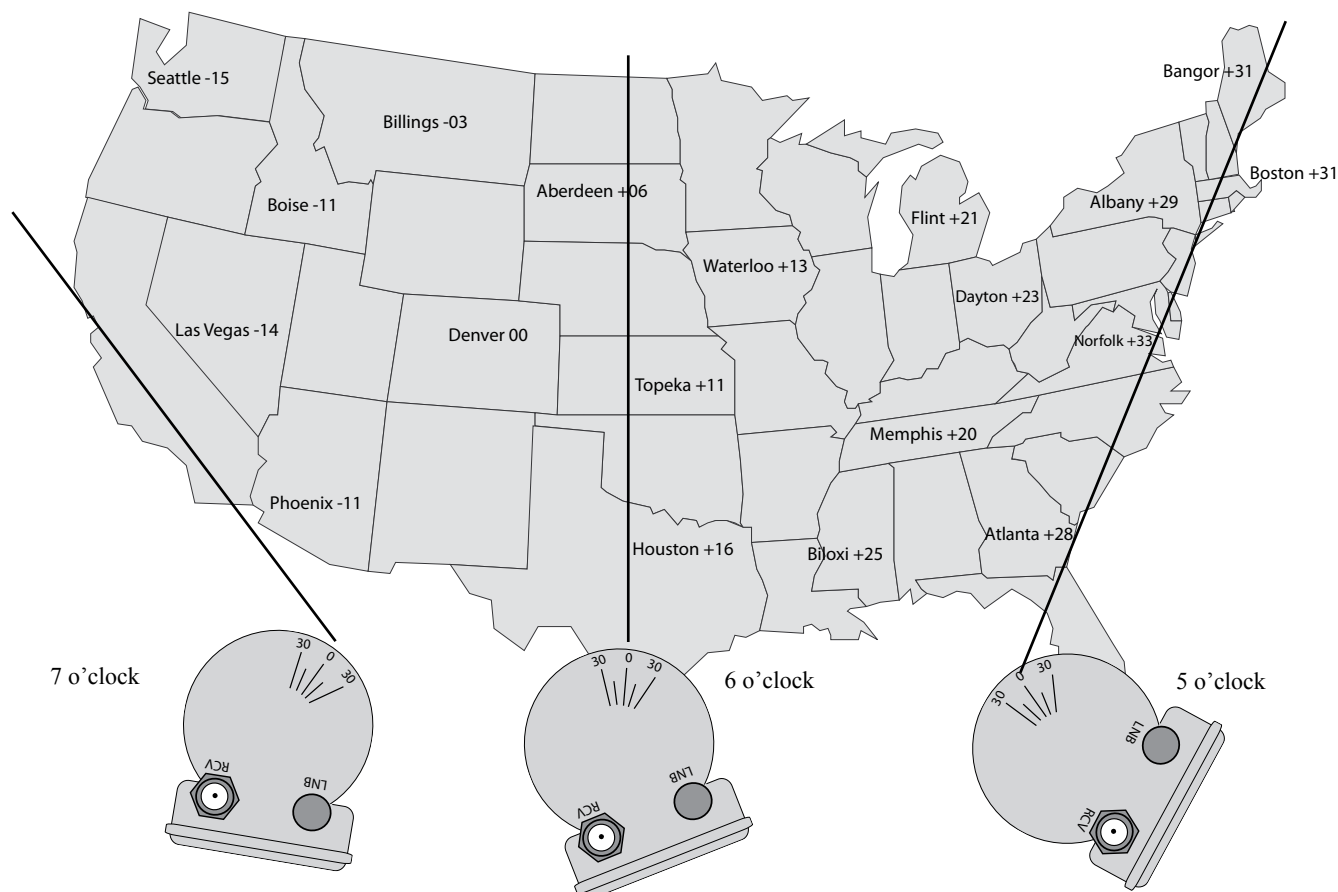 Seattle -15
Bangor +31
Billings -03
Boston +31
Aberdeen +06
Boise -11
Albany +29
Flint +21
Waterloo +13
Dayton +23
Las Vegas -14
Denver 00
Norfolk +33
Topeka +11
Memphis +20
Phoenix -11
Houston +16
Biloxi +25
Atlanta +28
7 o’clock
30 0 30
RCV
LNB
6 o’clock
30 0 30
RCV
LNB
5 o’clock
30 0 30
LNB
RCV